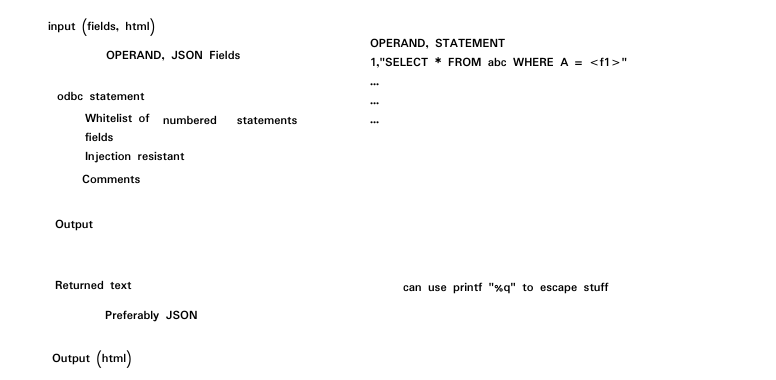 input (fields, html)
OPERAND, JSON Fields
OPERAND, STATEMENT
1,"SELECT * FROM abc WHERE A = <f1>"
...
...
...
odbc statement
Whitelist of numbered statements
fields
Injection resistant
Comments
Output
Returned text
can use printf "%q" to escape stuff
Preferably JSON
Output (html)